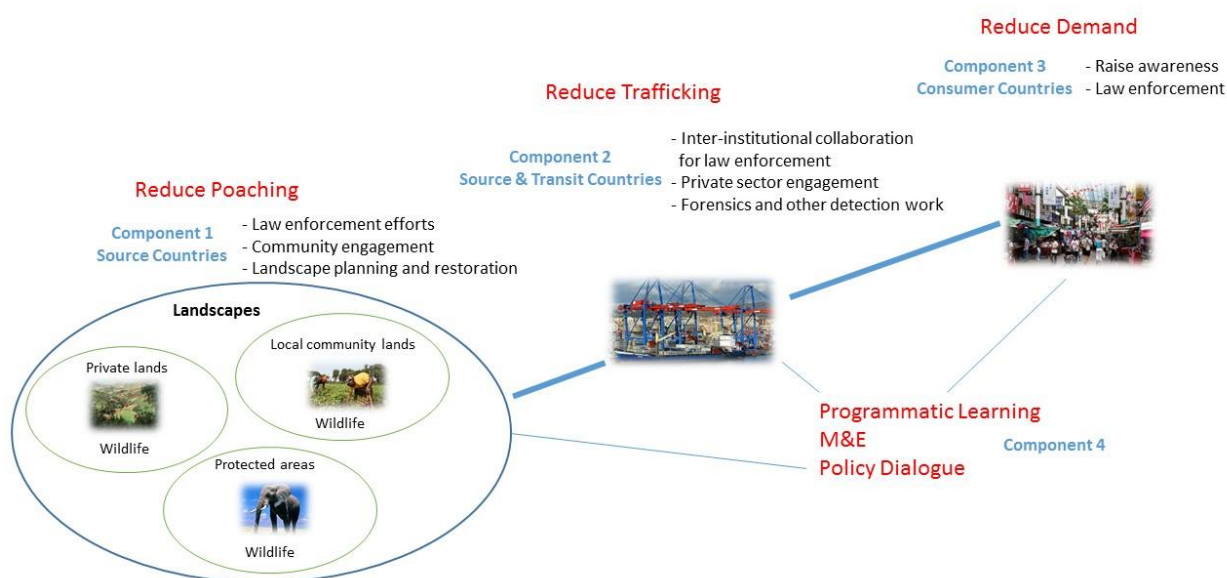 Reduce Demand
Component 3
Consumer Countries
- Raise awareness
- Law enforcement
Reduce Trafficking
Component 2
Source & Transit Countries
- Inter-institutional collaboration
for law enforcement
- Private sector engagement
- Forensics and other detection work
Reduce Poaching
Component 1
Source Countries
- Law enforcement efforts
- Community engagement
- Landscape planning and restoration
Landscapes
Private lands
Wildlife
Local community lands
Wildlife
Protected areas
Wildlife
Programmatic Learning
M&E
Policy Dialogue
Component 4